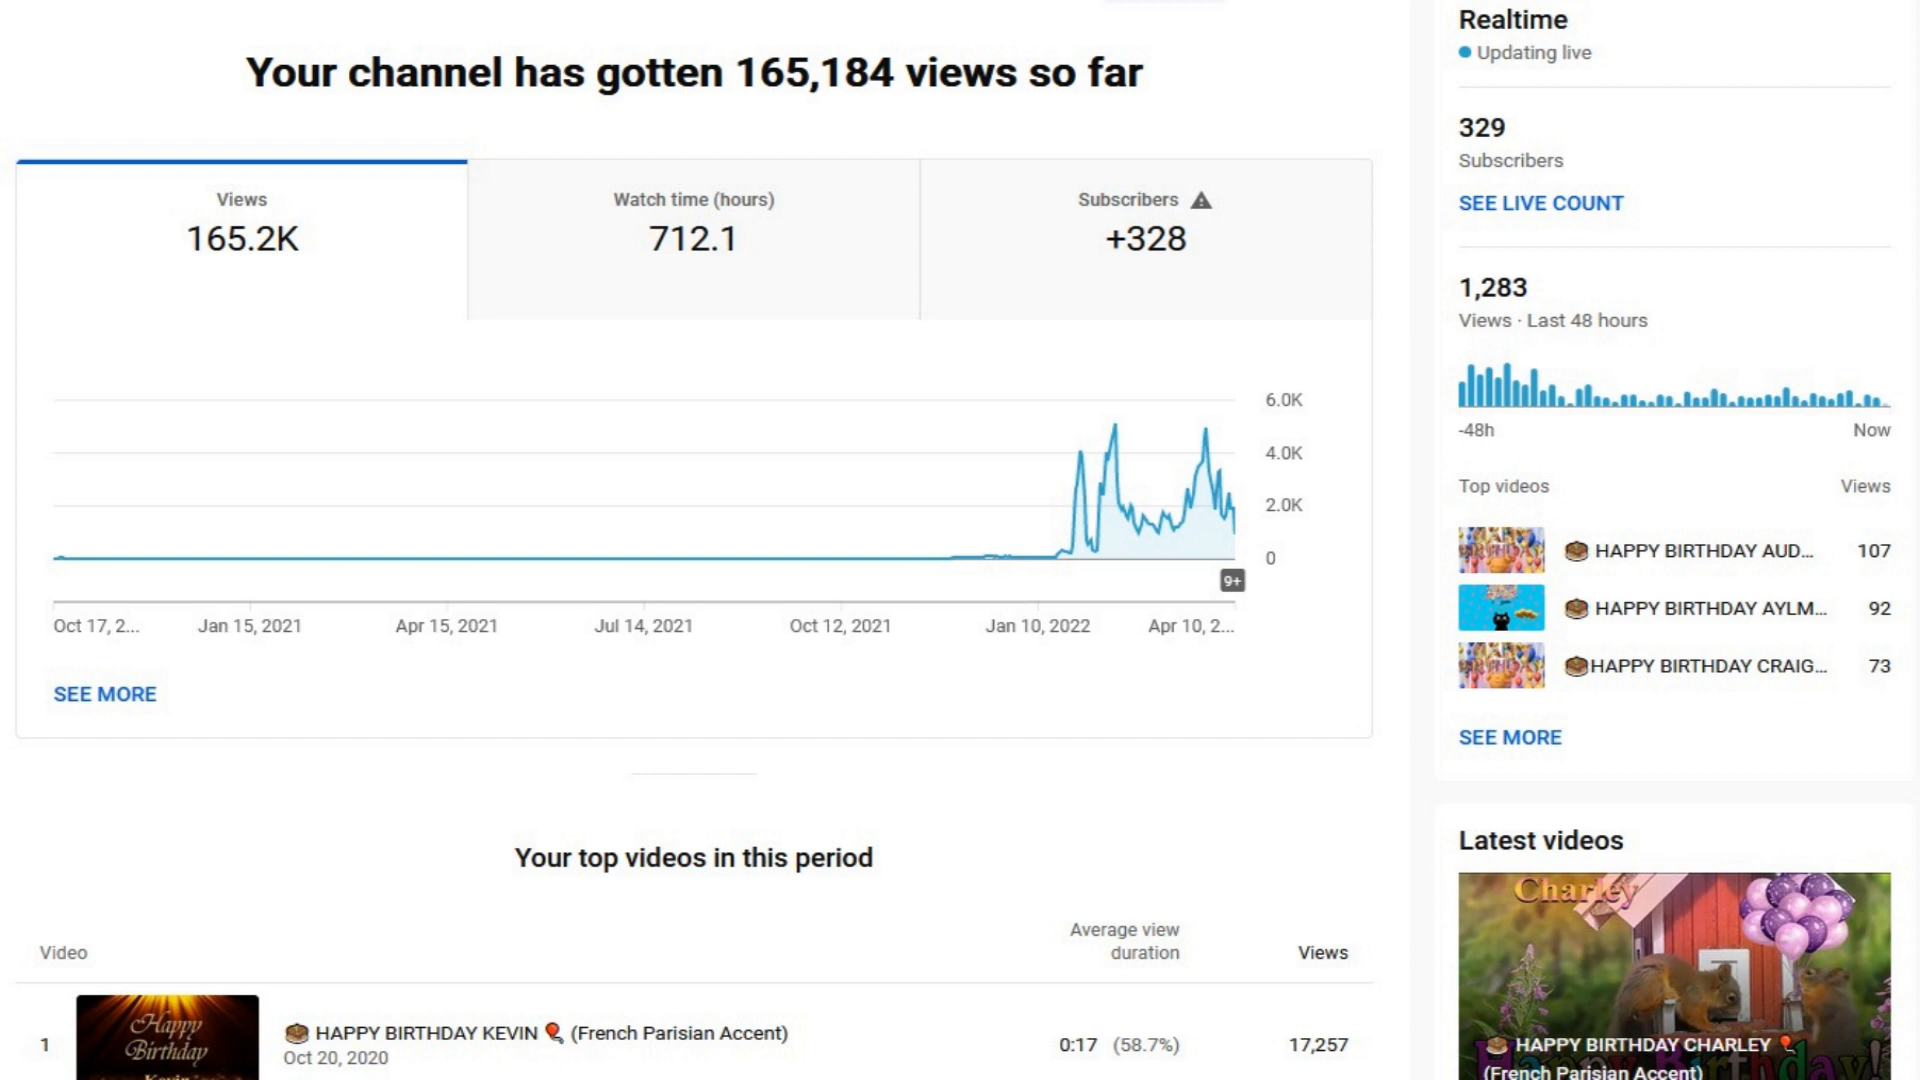 Your channel has gotten 165,184 views so far
Views
165.2K
Watch time (hours)
712.1
Subscribers
+328
6.0K
4.0K
2.0K
0
9+
Oct 17, 2...
Jan 15, 2021
Apr 15, 2021
Jul 14, 2021
Oct 12, 2021
Jan 10, 2022
Apr 10, 2...
SEE MORE
Your top videos in this period
Video
Average view
duration
Views
1
Happy
Birthday
Kevin
HAPPY BIRTHDAY KEVIN 🎈 (French Parisian Accent)
Oct 20, 2020
0:17 (58.7%)
17,257
Realtime
Updating live
329
Subscribers
SEE LIVE COUNT
1,283
Views · Last 48 hours
-48h
Now
Top videos
Views
HAPPY BIRTHDAY AUD...
107
HAPPY BIRTHDAY AYLM...
92
HAPPY BIRTHDAY CRAIG...
73
SEE MORE
Latest videos
Charley
HAPPY BIRTHDAY CHARLEY 🎈
(French Parisian Accent)
Happy Birthday!